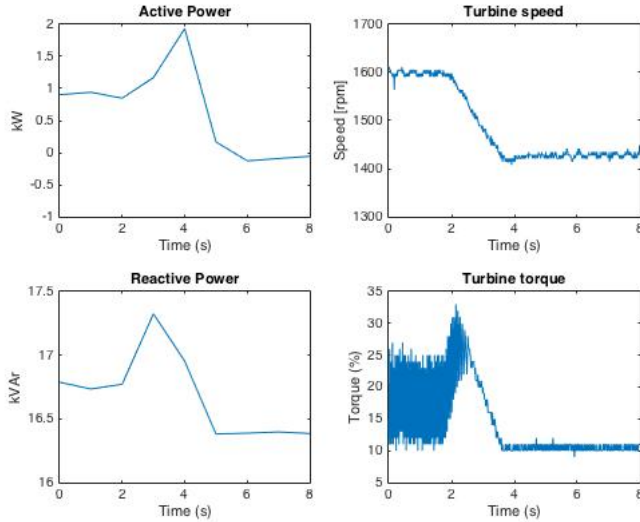 Active Power
2
1.5
1
0.5
0
-0.5
-1
kW
0 2 4 6 8
Time (s)
Turbine speed
1700
1600
1500
1400
1300
Speed [rpm]
0 2 4 6 8
Time (s)
Reactive Power
17.5
17
16.5
16
kVAr
0 2 4 6 8
Time (s)
Turbine torque
35
30
25
20
15
10
5
Torque (%)
0 2 4 6 8
Time (s)